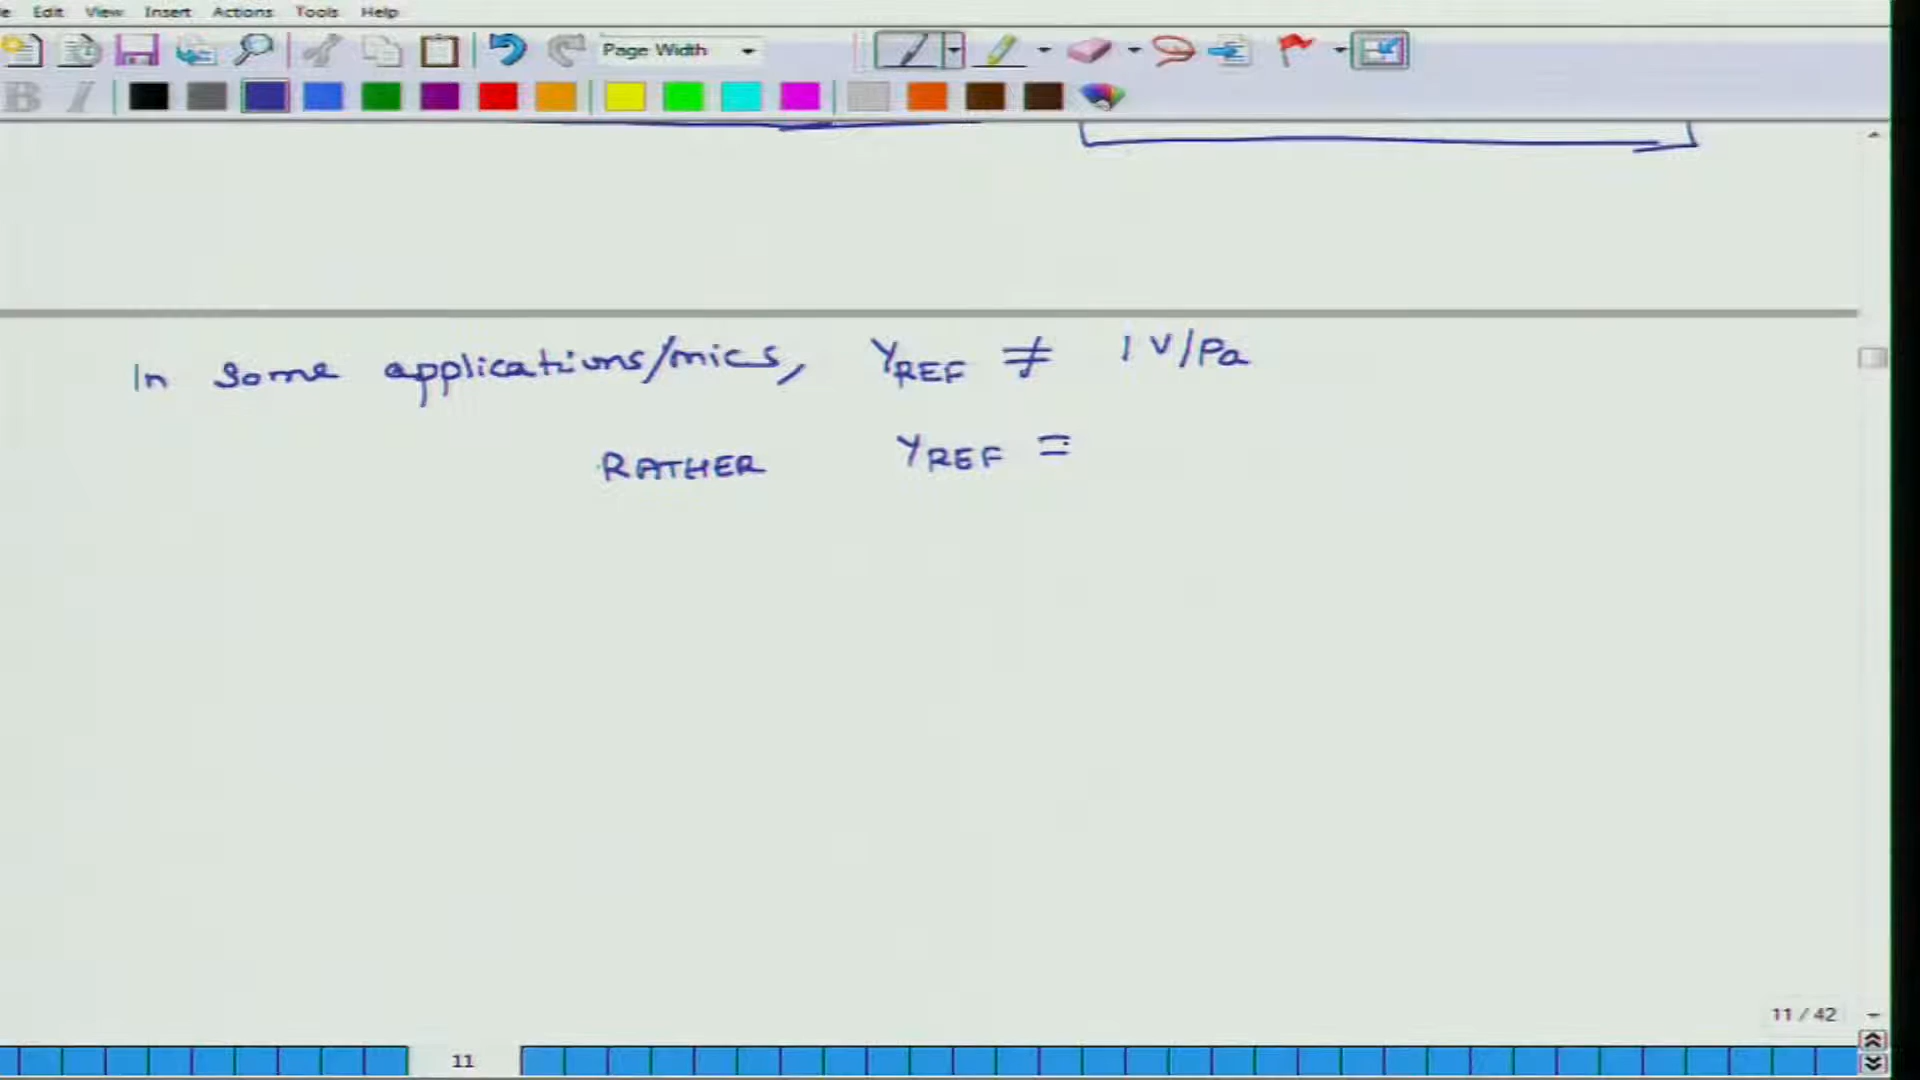 Edit View Insert Actions Tools Help
Page Width
B I
In some applications/mics, YREF ≠ 1 V/Pa
RATHER YREF =
11 / 42
11